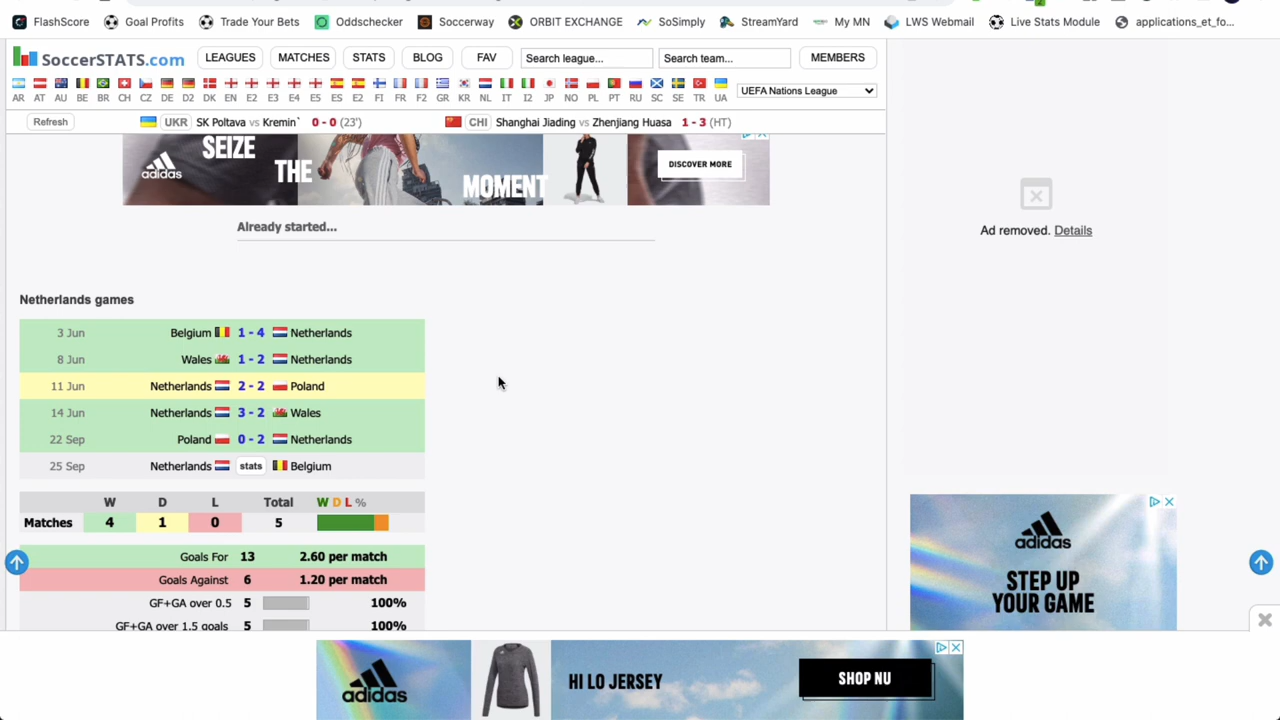 FlashScore Goal Profits Trade Your Bets Oddschecker Soccerway ORBIT EXCHANGE SoSimply StreamYard My MN LWS Webmail Live Stats Module applications_et_fo...
SoccerSTATS.com LEAGUES MATCHES STATS BLOG FAV Search league... Search team... MEMBERS
AR AT AU BE BR CH CZ DE D2 DK EN E2 E3 E4 E5 ES E2 FI FR F2 GR KR NL IT I2 JP NO PL PT RU SC SE TR UA UEFA Nations League
Refresh UKR SK Poltava vs Kremin` 0 - 0 (23') CHI Shanghai Jiading vs Zhenjiang Huasa 1 - 3 (HT)
adidas SEIZE THE MOMENT DISCOVER MORE
Already started...
Ad removed. Details
Netherlands games
3 Jun Belgium 1 - 4 Netherlands
8 Jun Wales 1 - 2 Netherlands
11 Jun Netherlands 2 - 2 Poland
14 Jun Netherlands 3 - 2 Wales
22 Sep Poland 0 - 2 Netherlands
25 Sep Netherlands stats Belgium
W D L Total W D L %
Matches 4 1 0 5
Goals For 13 2.60 per match
Goals Against 6 1.20 per match
GF+GA over 0.5 5 100%
GF+GA over 1.5 goals 5 100%
adidas
STEP UP
YOUR GAME
adidas HI LO JERSEY SHOP NU